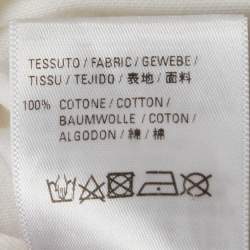 TESSUTO / FABRIC / GEWEBE /
TISSU / TEJIDO / 表地 / 面料
100% COTONE / COTTON /
BAUMWOLLE / COTON /
ALGODON / 綿 / 棉